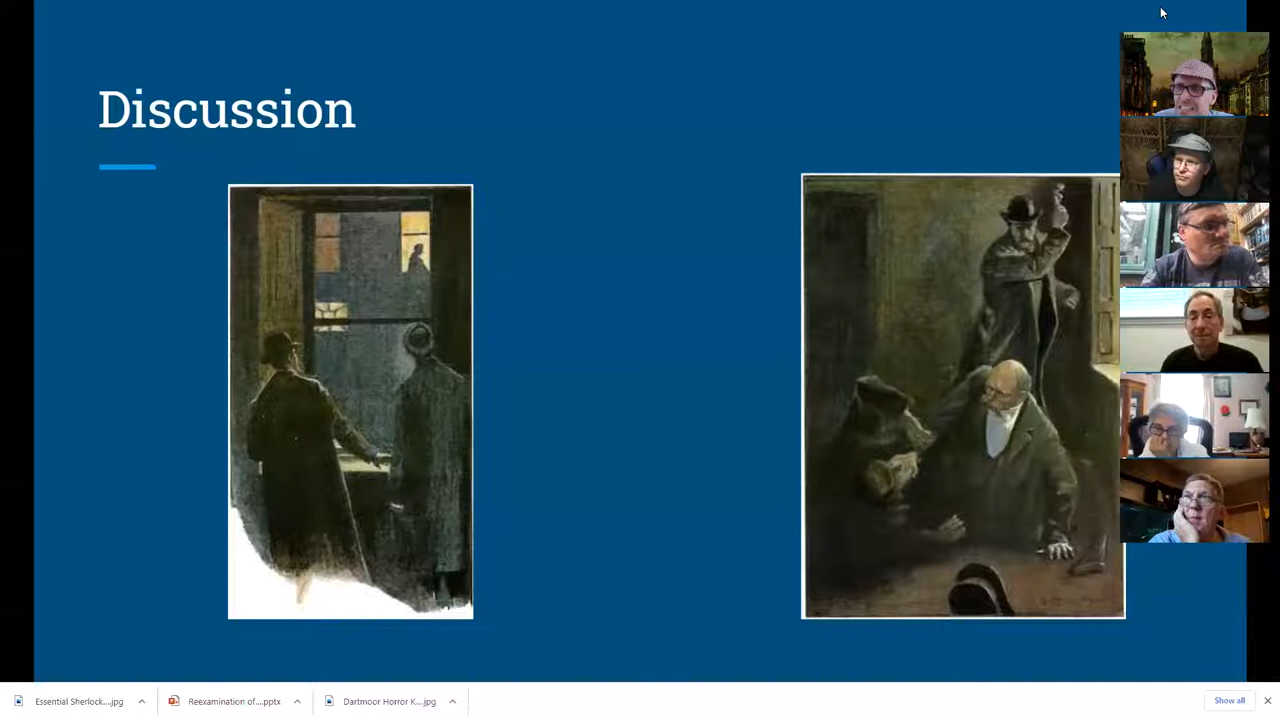 Discussion
Essential Sherlock....jpg
Reexamination of....pptx
Dartmoor Horror K....jpg
Show all